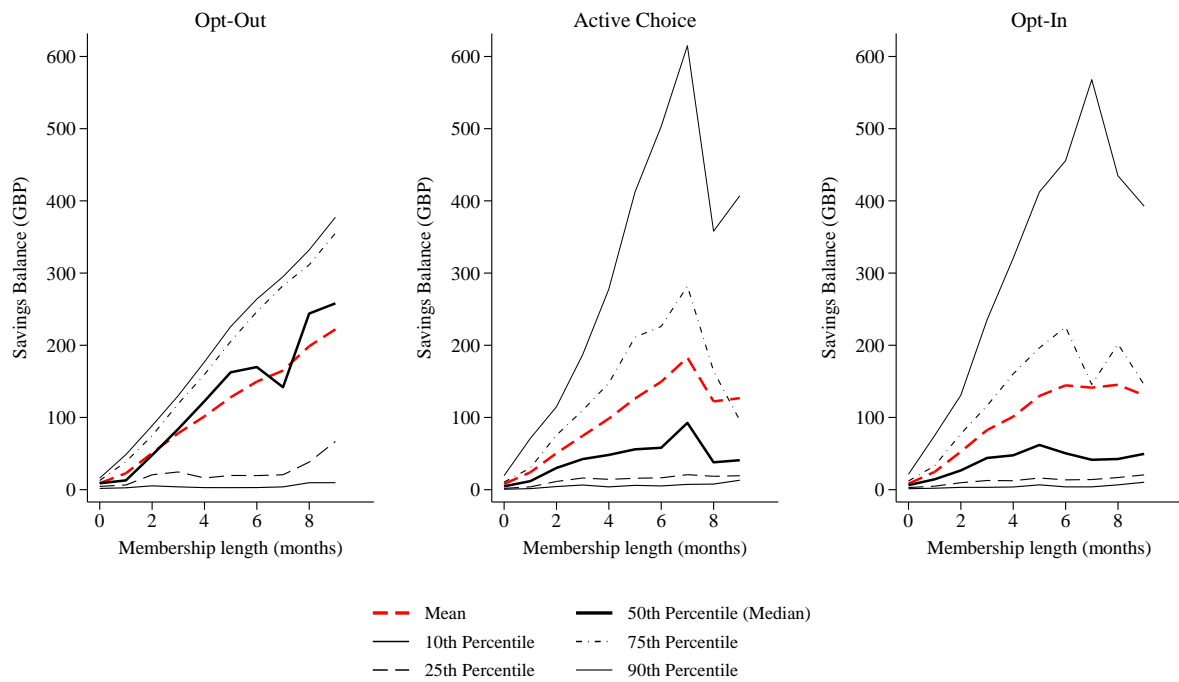 Opt-Out
Active Choice
Opt-In
Savings Balance (GBP)
600
500
400
300
200
100
0
0 2 4 6 8
Membership length (months)
Savings Balance (GBP)
600
500
400
300
200
100
0
0 2 4 6 8
Membership length (months)
Savings Balance (GBP)
600
500
400
300
200
100
0
0 2 4 6 8
Membership length (months)
Mean
50th Percentile (Median)
10th Percentile
75th Percentile
25th Percentile
90th Percentile